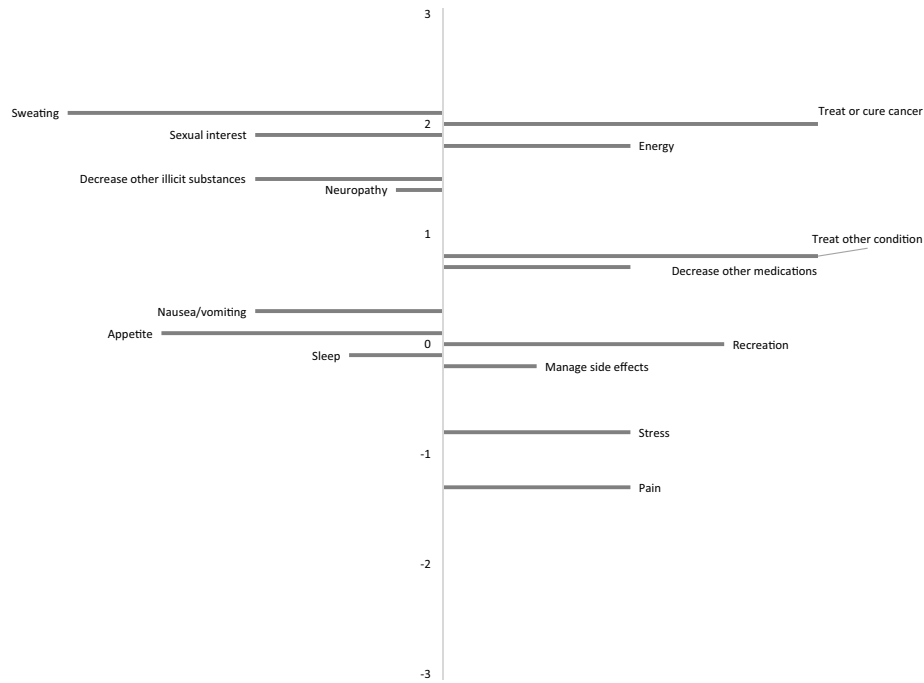 3
Sweating
Treat or cure cancer
2
Sexual interest
Energy
Decrease other illicit substances
Neuropathy
1
Treat other condition
Decrease other medications
Nausea/vomiting
Appetite
0
Recreation
Sleep
Manage side effects
Stress
-1
Pain
-2
-3